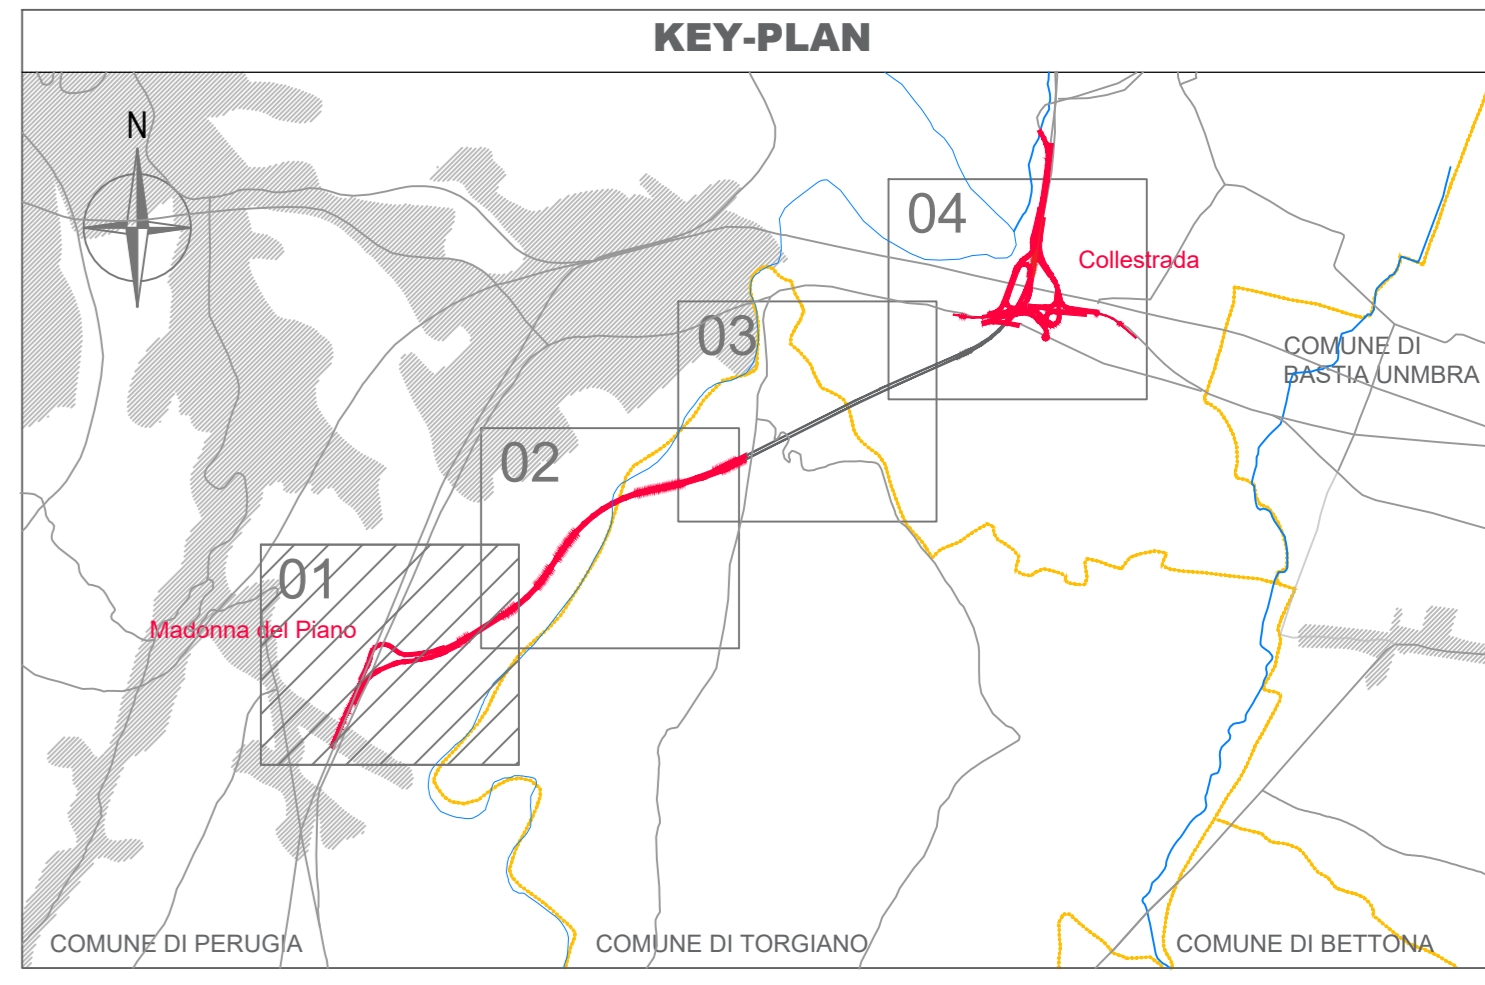 KEY-PLAN
N
04
Collestrada
03
COMUNE DI
BASTIA UNMBRA
02
01
Madonna del Piano
COMUNE DI PERUGIA
COMUNE DI TORGIANO
COMUNE DI BETTONA